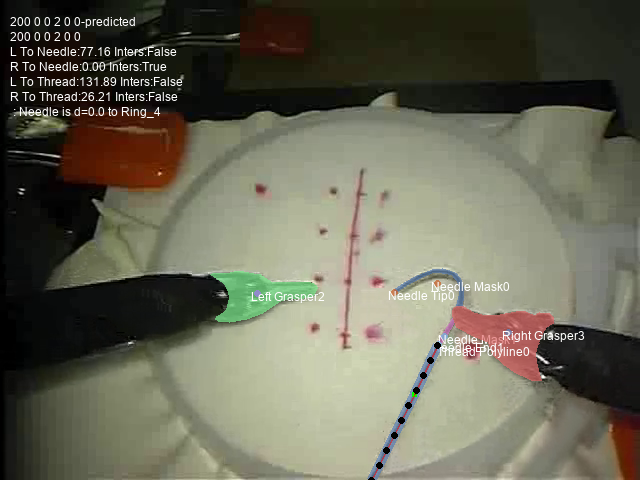 200 0 0 2 0 0-predicted
200 0 0 2 0 0
L To Needle:77.16 Inters:False
R To Needle:0.00 Inters:True
L To Thread:131.89 Inters:False
R To Thread:26.21 Inters:False
: Needle is d=0.0 to Ring_4
Needle Mask0
Needle Tip0
Left Grasper2
Right Grasper3
Needle Mask
Thread Polyline0